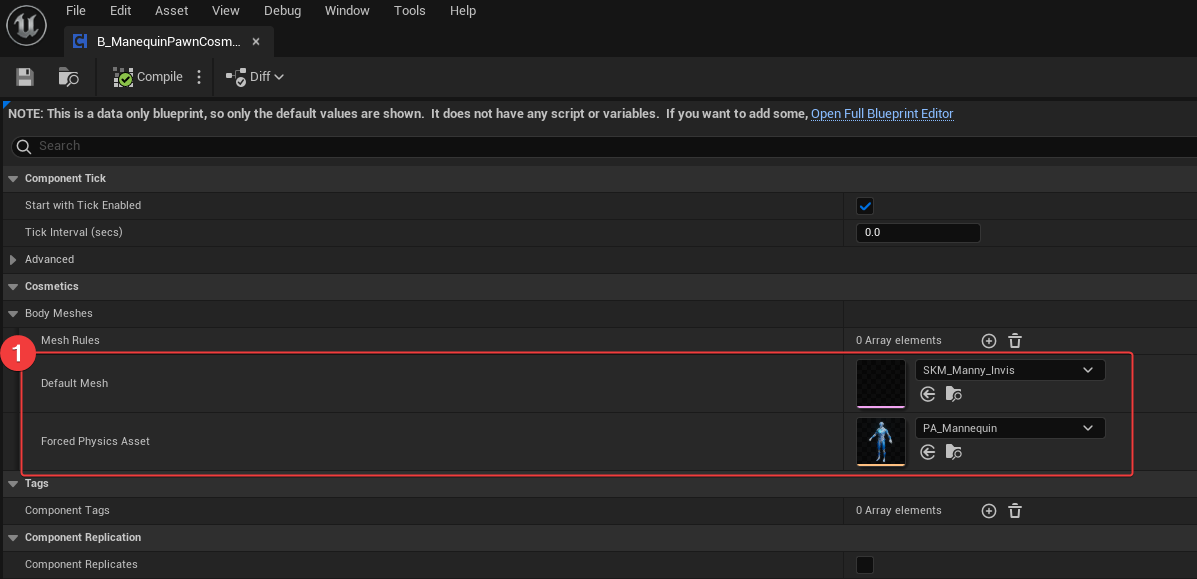 File Edit Asset View Debug Window Tools Help
B_ManequinPawnCosm...
Compile Diff
NOTE: This is a data only blueprint, so only the default values are shown. It does not have any script or variables. If you want to add some, Open Full Blueprint Editor
Search
Component Tick
Start with Tick Enabled
Tick Interval (secs) 0.0
Advanced
Cosmetics
Body Meshes
Mesh Rules 0 Array elements
1
Default Mesh SKM_Manny_Invis
Forced Physics Asset PA_Mannequin
Tags
Component Tags 0 Array elements
Component Replication
Component Replicates